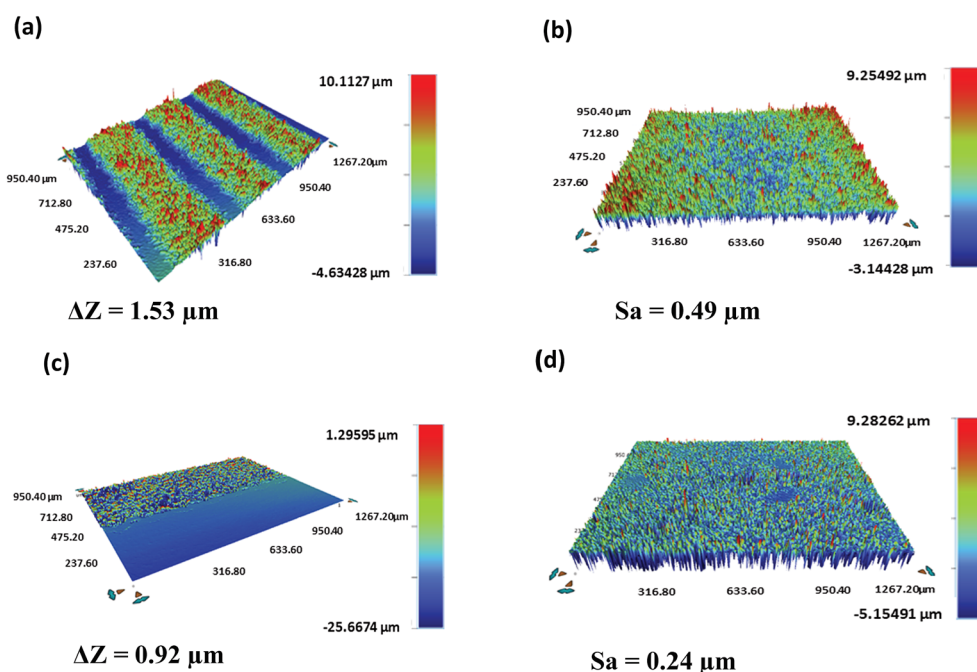 (a)
10.1127 µm
-4.63428 µm
950.40 µm
712.80
475.20
237.60
316.80
633.60
950.40
1267.20µm
ΔZ = 1.53 µm
(b)
9.25492 µm
-3.14428 µm
950.40 µm
712.80
475.20
237.60
316.80
633.60
950.40
1267.20µm
Sa = 0.49 µm
(c)
1.29595 µm
-25.6674 µm
950.40 µm
712.80
475.20
237.60
316.80
633.60
950.40
1267.20µm
ΔZ = 0.92 µm
(d)
9.28262 µm
-5.15491 µm
316.80
633.60
950.40
1267.20µm
Sa = 0.24 µm